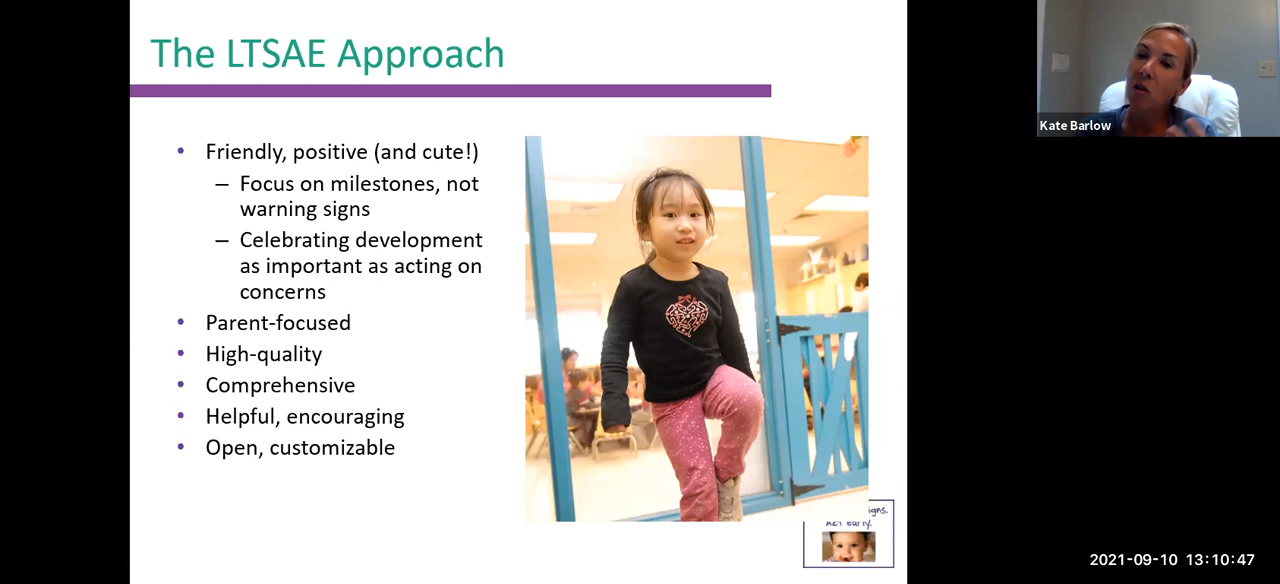 The LTSAE Approach
• Friendly, positive (and cute!)
– Focus on milestones, not
warning signs
– Celebrating development
as important as acting on
concerns
• Parent-focused
• High-quality
• Comprehensive
• Helpful, encouraging
• Open, customizable
Early.
Kate Barlow
2021-09-10 13:10:47